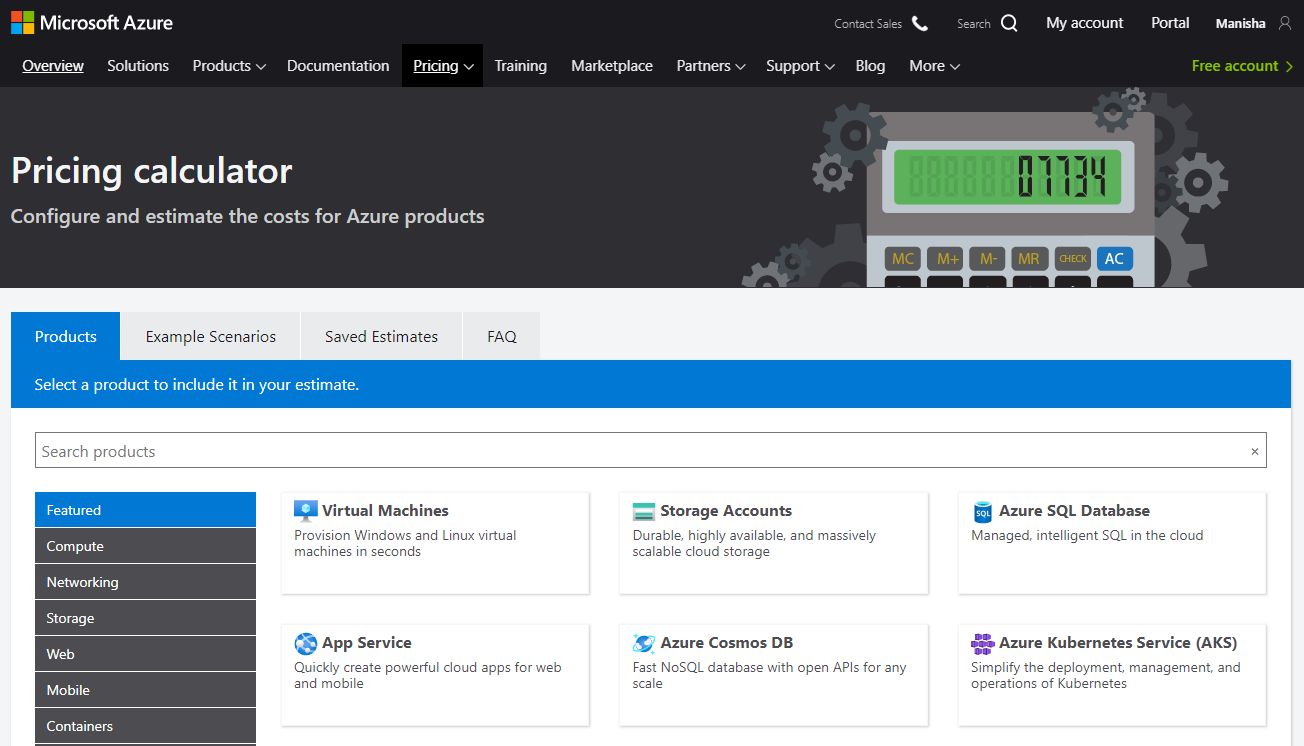 Microsoft Azure
Contact Sales
Search
My account
Portal
Manisha
Overview
Solutions
Products
Documentation
Pricing
Training
Marketplace
Partners
Support
Blog
More
Free account
Pricing calculator
Configure and estimate the costs for Azure products
07734
MC
M+
M-
MR
CHECK
AC
Products
Example Scenarios
Saved Estimates
FAQ
Select a product to include it in your estimate.
Search products
×
Featured
Compute
Networking
Storage
Web
Mobile
Containers
Virtual Machines
Provision Windows and Linux virtual
machines in seconds
Storage Accounts
Durable, highly available, and massively
scalable cloud storage
SQL
Azure SQL Database
Managed, intelligent SQL in the cloud
App Service
Quickly create powerful cloud apps for web
and mobile
Azure Cosmos DB
Fast NoSQL database with open APIs for any
scale
Azure Kubernetes Service (AKS)
Simplify the deployment, management, and
operations of Kubernetes